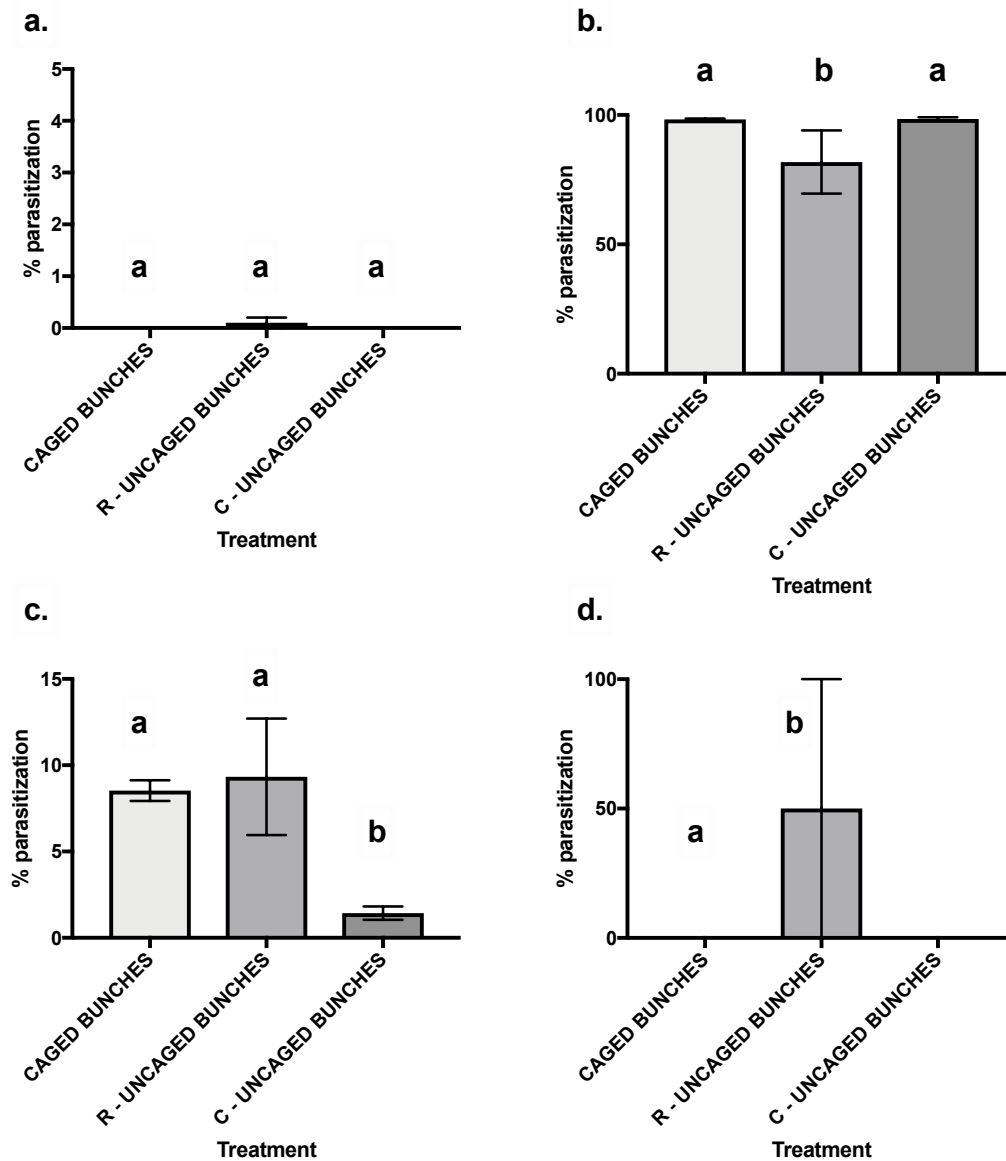 a.
5
4
3
2
1
0
% parasitization
a
a
a
CAGED BUNCHES
R - UNCAGED BUNCHES
C - UNCAGED BUNCHES
Treatment
b.
100
50
0
% parasitization
a
b
a
CAGED BUNCHES
R - UNCAGED BUNCHES
C - UNCAGED BUNCHES
Treatment
c.
15
10
5
0
% parasitization
a
a
b
CAGED BUNCHES
R - UNCAGED BUNCHES
C - UNCAGED BUNCHES
Treatment
d.
100
50
0
% parasitization
a
b
CAGED BUNCHES
R - UNCAGED BUNCHES
C - UNCAGED BUNCHES
Treatment